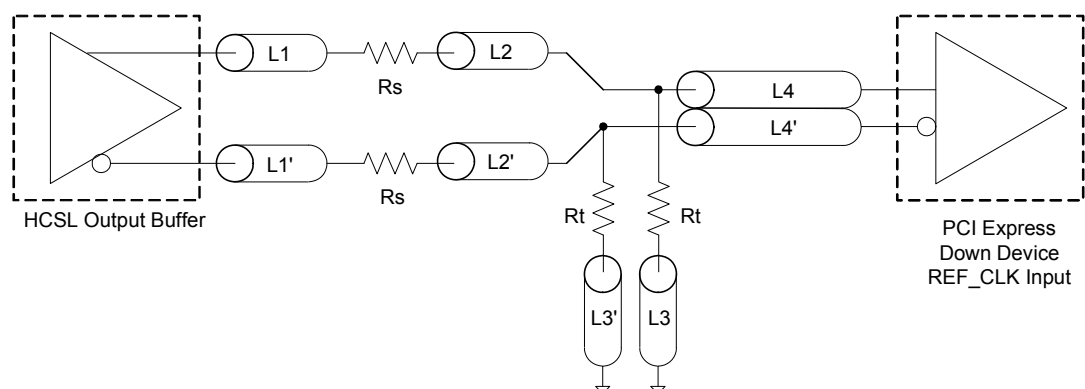 L1
Rs
L2
L4
L4'
L1'
Rs
L2'
HCSL Output Buffer
Rt
Rt
L3'
L3
PCI Express
Down Device
REF_CLK Input